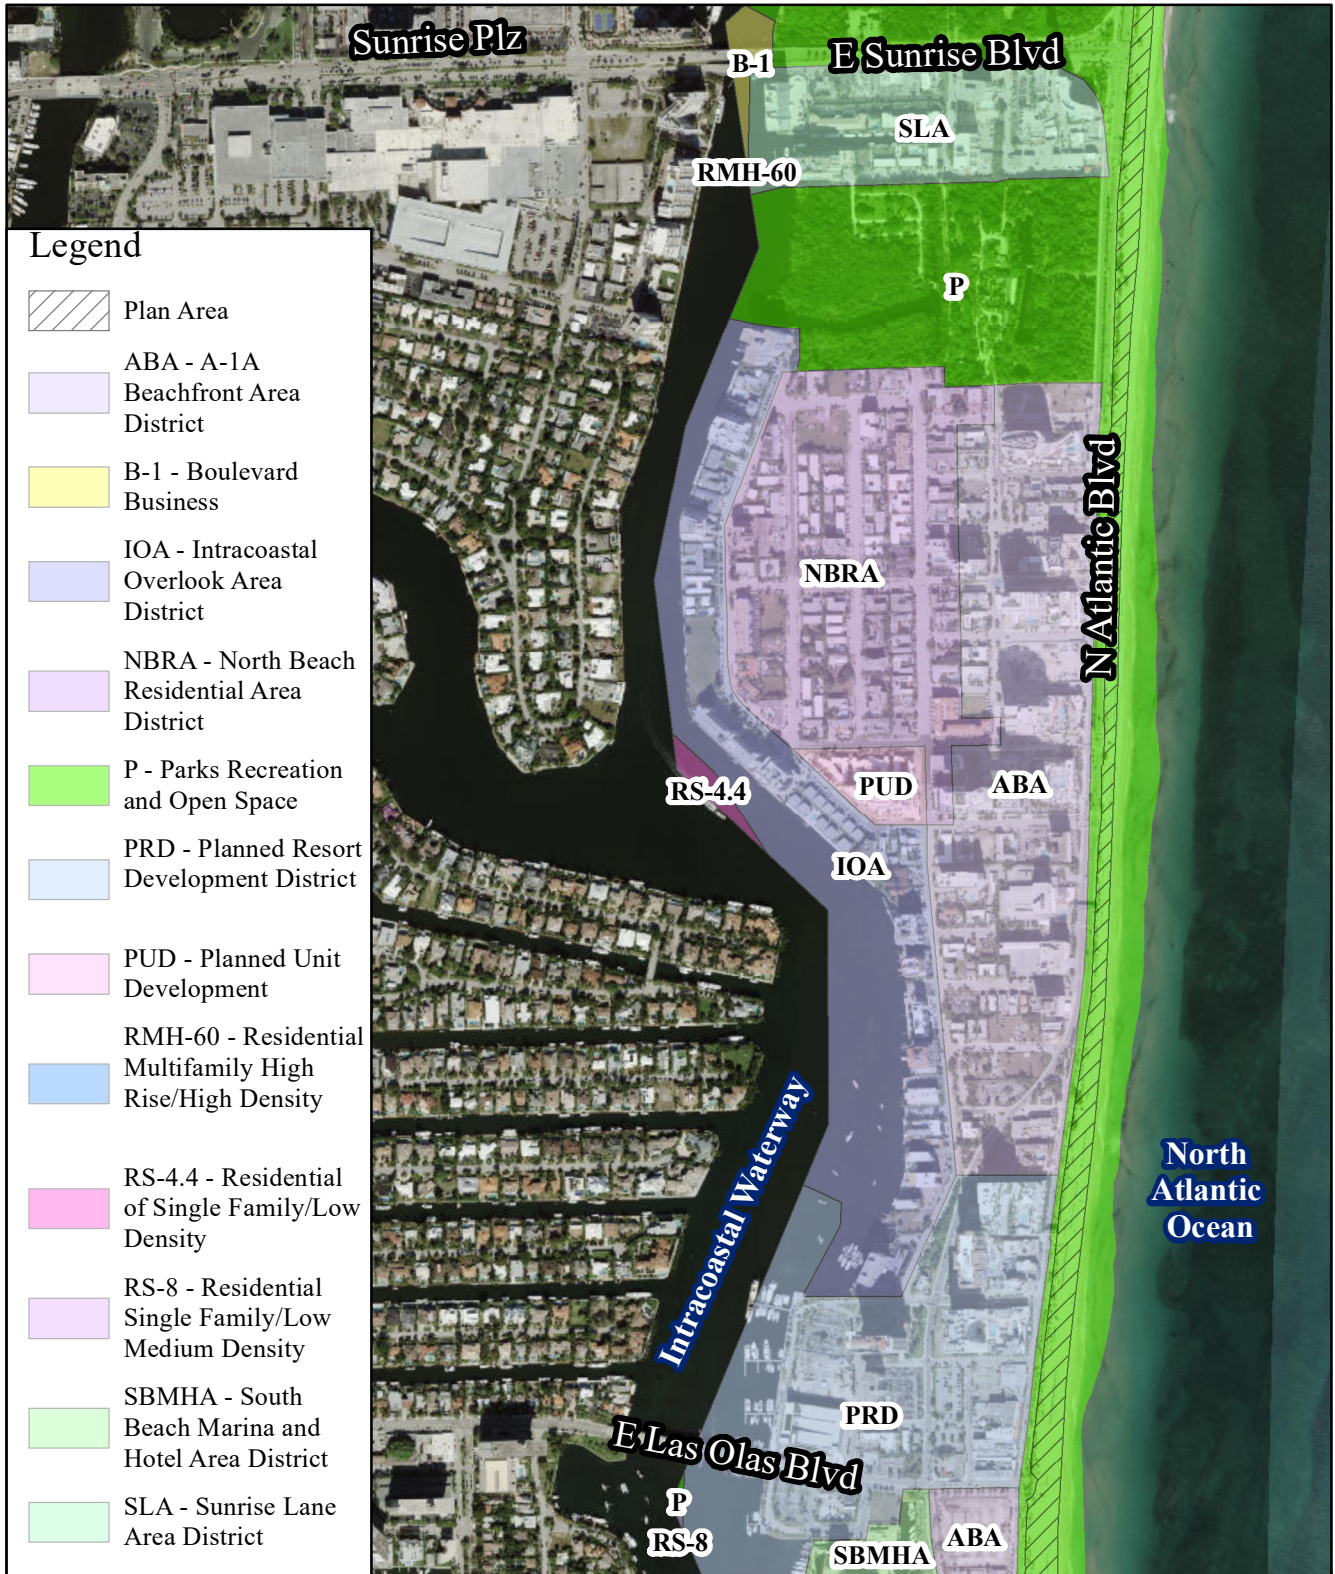 Sunrise Plz
E Sunrise Blvd
B-1
SLA
RMH-60
P
N Atlantic Blvd
NBRA
RS-4.4
PUD
ABA
IOA
Intracoastal Waterway
North
Atlantic
Ocean
PRD
E Las Olas Blvd
P
RS-8
SBMHA
ABA
Legend
Plan Area
ABA - A-1A
Beachfront Area
District
B-1 - Boulevard
Business
IOA - Intracoastal
Overlook Area
District
NBRA - North Beach
Residential Area
District
P - Parks Recreation
and Open Space
PRD - Planned Resort
Development District
PUD - Planned Unit
Development
RMH-60 - Residential
Multifamily High
Rise/High Density
RS-4.4 - Residential
of Single Family/Low
Density
RS-8 - Residential
Single Family/Low
Medium Density
SBMHA - South
Beach Marina and
Hotel Area District
SLA - Sunrise Lane
Area District